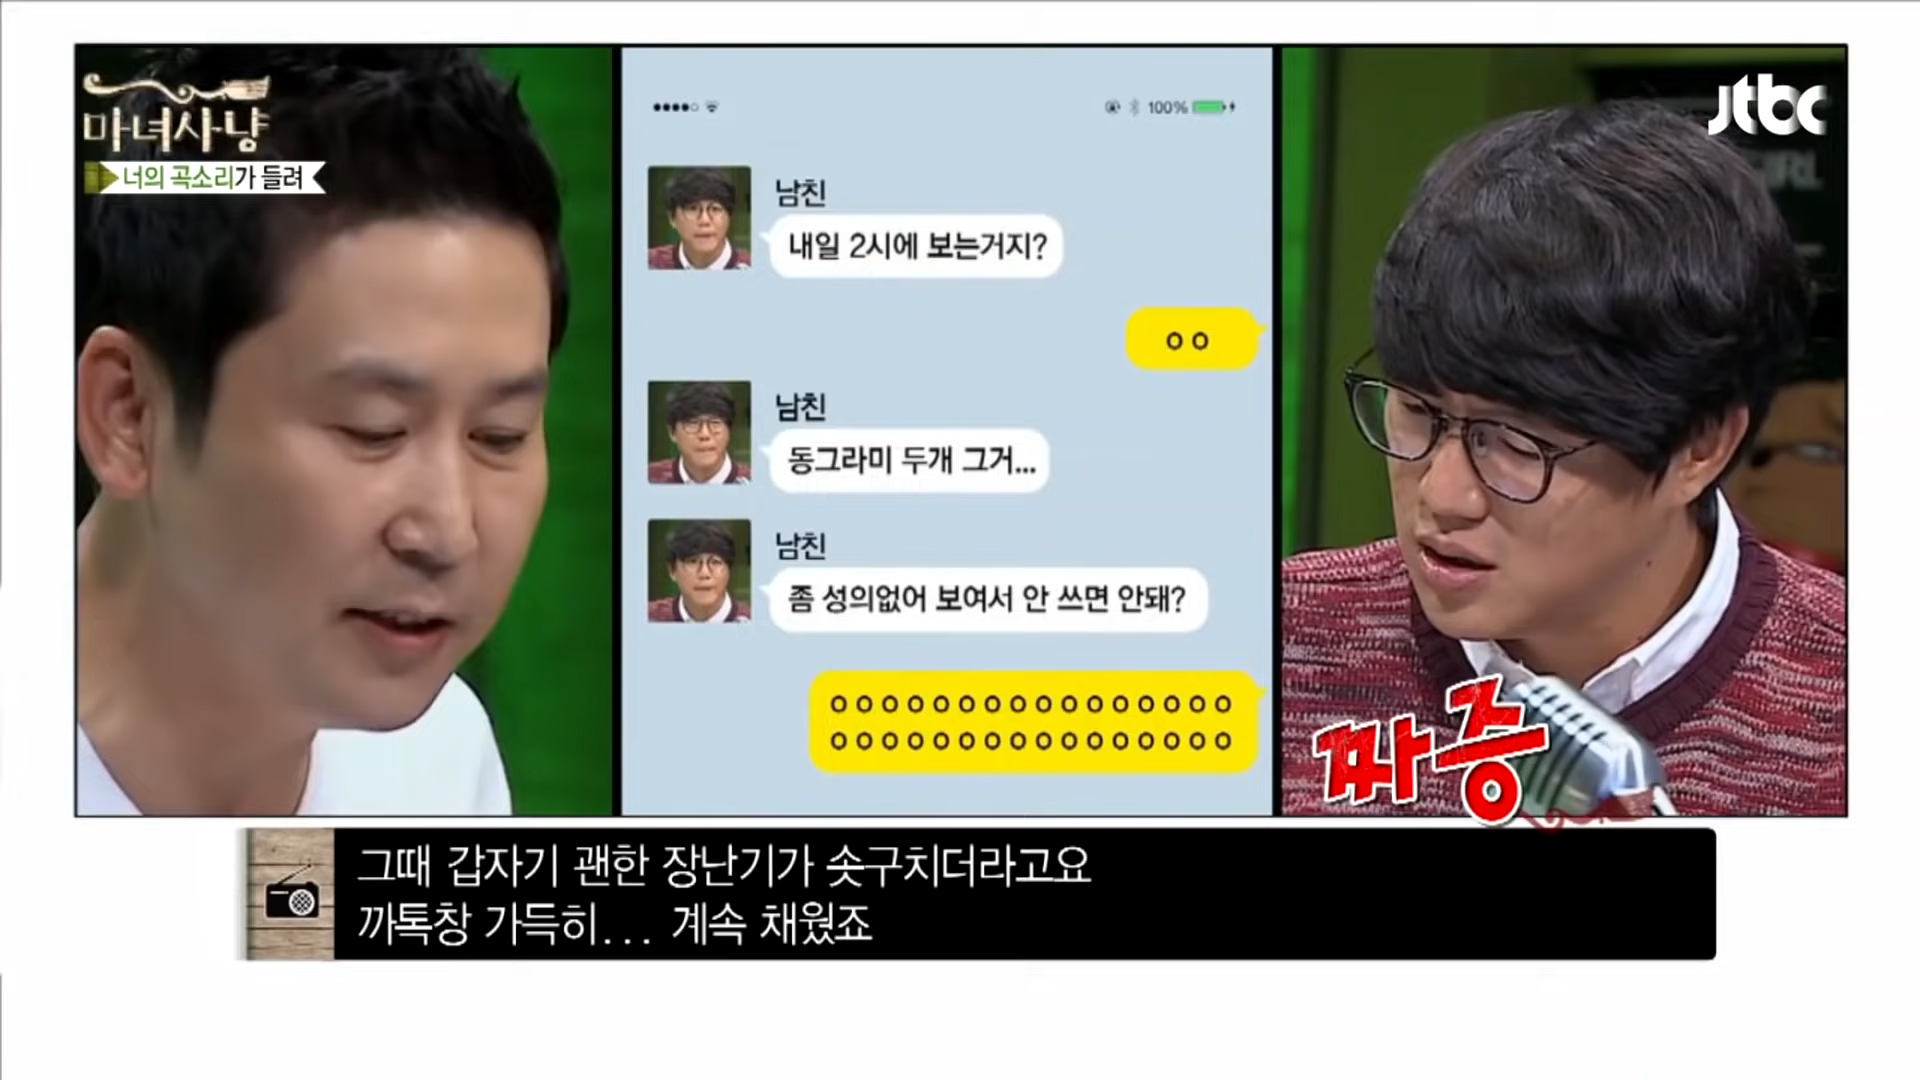 마녀사냥
너의 곡소리가 들려
jtbc
100%
남친
내일 2시에 보는거지?
ㅇㅇ
남친
동그라미 두개 그거...
남친
좀 성의없어 보여서 안 쓰면 안돼?
ㅇㅇㅇㅇㅇㅇㅇㅇㅇㅇㅇㅇㅇㅇㅇㅇ
ㅇㅇㅇㅇㅇㅇㅇㅇㅇㅇㅇㅇㅇㅇㅇㅇ
짜증
그때 갑자기 괜한 장난기가 솟구치더라고요
까톡창 가득히... 계속 채웠죠